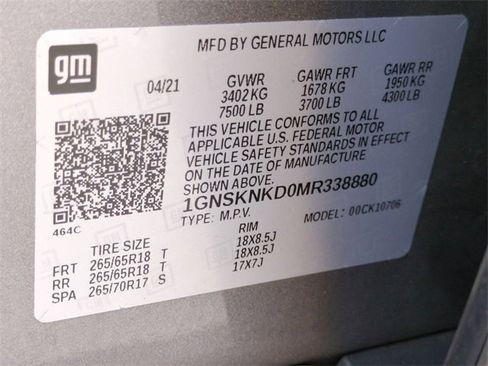 gm
MFD BY GENERAL MOTORS LLC
04/21 GVWR GAWR FRT GAWR RR
3402 KG 1678 KG 1950 KG
7500 LB 3700 LB 4300 LB
THIS VEHICLE CONFORMS TO ALL
APPLICABLE U.S. FEDERAL MOTOR
VEHICLE SAFETY STANDARDS IN EFFECT
ON THE DATE OF MANUFACTURE
SHOWN ABOVE.
1GNSKNKD0MR338880
TYPE: M.P.V. MODEL: 00CK10706
464C
TIRE SIZE RIM
FRT 265/65R18 T 18X8.5J
RR 265/65R18 T 18X8.5J
SPA 265/70R17 S 17X7J